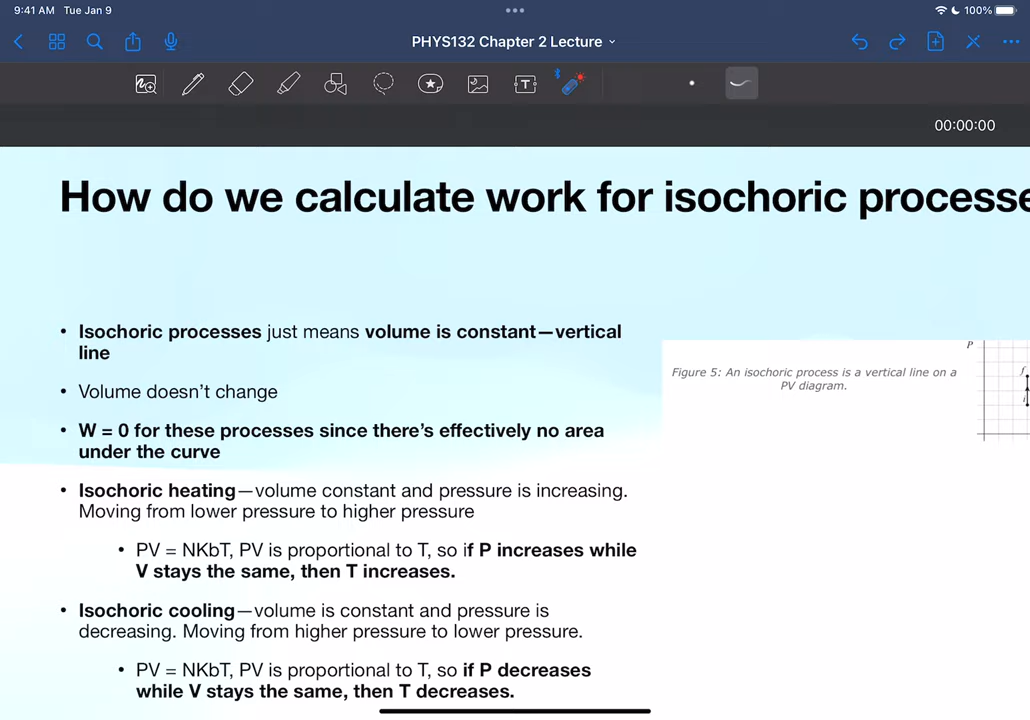 9:41 AM Tue Jan 9
100%
PHYS132 Chapter 2 Lecture
T
00:00:00
How do we calculate work for isochoric processe
• Isochoric processes just means volume is constant—vertical
line
• Volume doesn’t change
• W = 0 for these processes since there’s effectively no area
under the curve
• Isochoric heating—volume constant and pressure is increasing.
Moving from lower pressure to higher pressure
• PV = NKbT, PV is proportional to T, so if P increases while
V stays the same, then T increases.
• Isochoric cooling—volume is constant and pressure is
decreasing. Moving from higher pressure to lower pressure.
• PV = NKbT, PV is proportional to T, so if P decreases
while V stays the same, then T decreases.
Figure 5: An isochoric process is a vertical line on a
PV diagram.
P
f
i